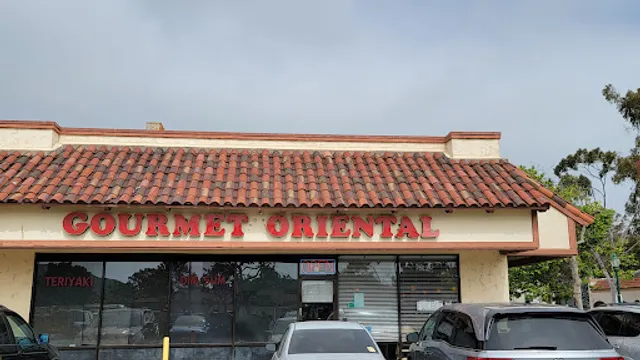 GOURMET ORIENTAL
TERIYAKI
DIM SUM